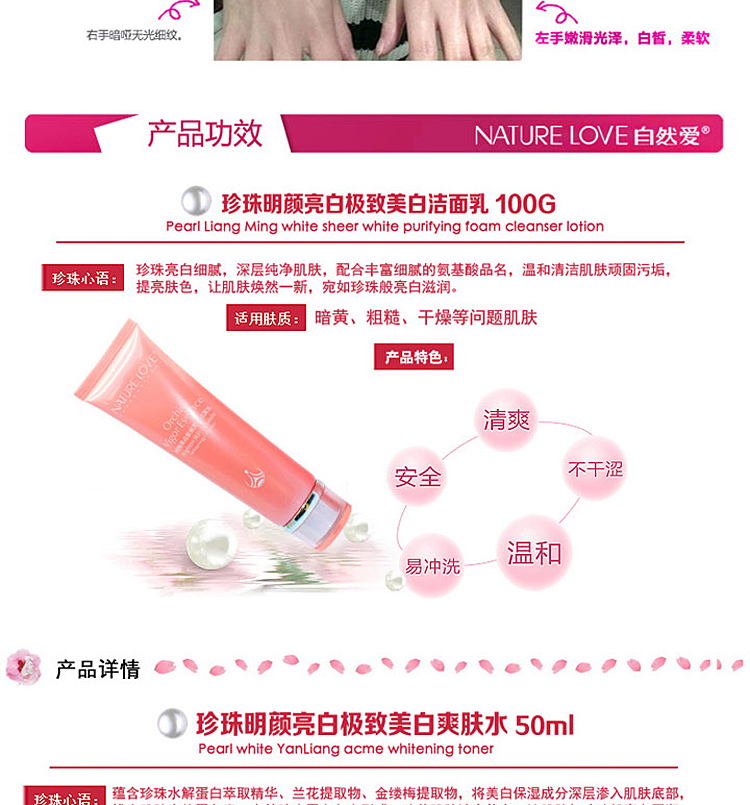 右手暗哑无光细纹。
左手嫩滑光泽，白皙，柔软
产品功效
NATURE LOVE 自然爱®
珍珠明颜亮白极致美白洁面乳 100G
Pearl Liang Ming white sheer white purifying foam cleanser lotion
珍珠心语：
珍珠亮白细腻，深层纯净肌肤，配合丰富细腻的氨基酸品名，温和清洁肌肤顽固污垢，
提亮肤色，让肌肤焕然一新，宛如珍珠般亮白滋润。
适用肤质：
暗黄、粗糙、干燥等问题肌肤
产品特色：
NATURE LOVE
清爽
安全
不干涩
易冲洗
温和
产品详情
珍珠明颜亮白极致美白爽肤水 50ml
Pearl white YanLiang acme whitening toner
珍珠心语：
蕴含珍珠水解蛋白萃取精华、兰花提取物、金缕梅提取物，将美白保湿成分深层渗入肌肤底部，